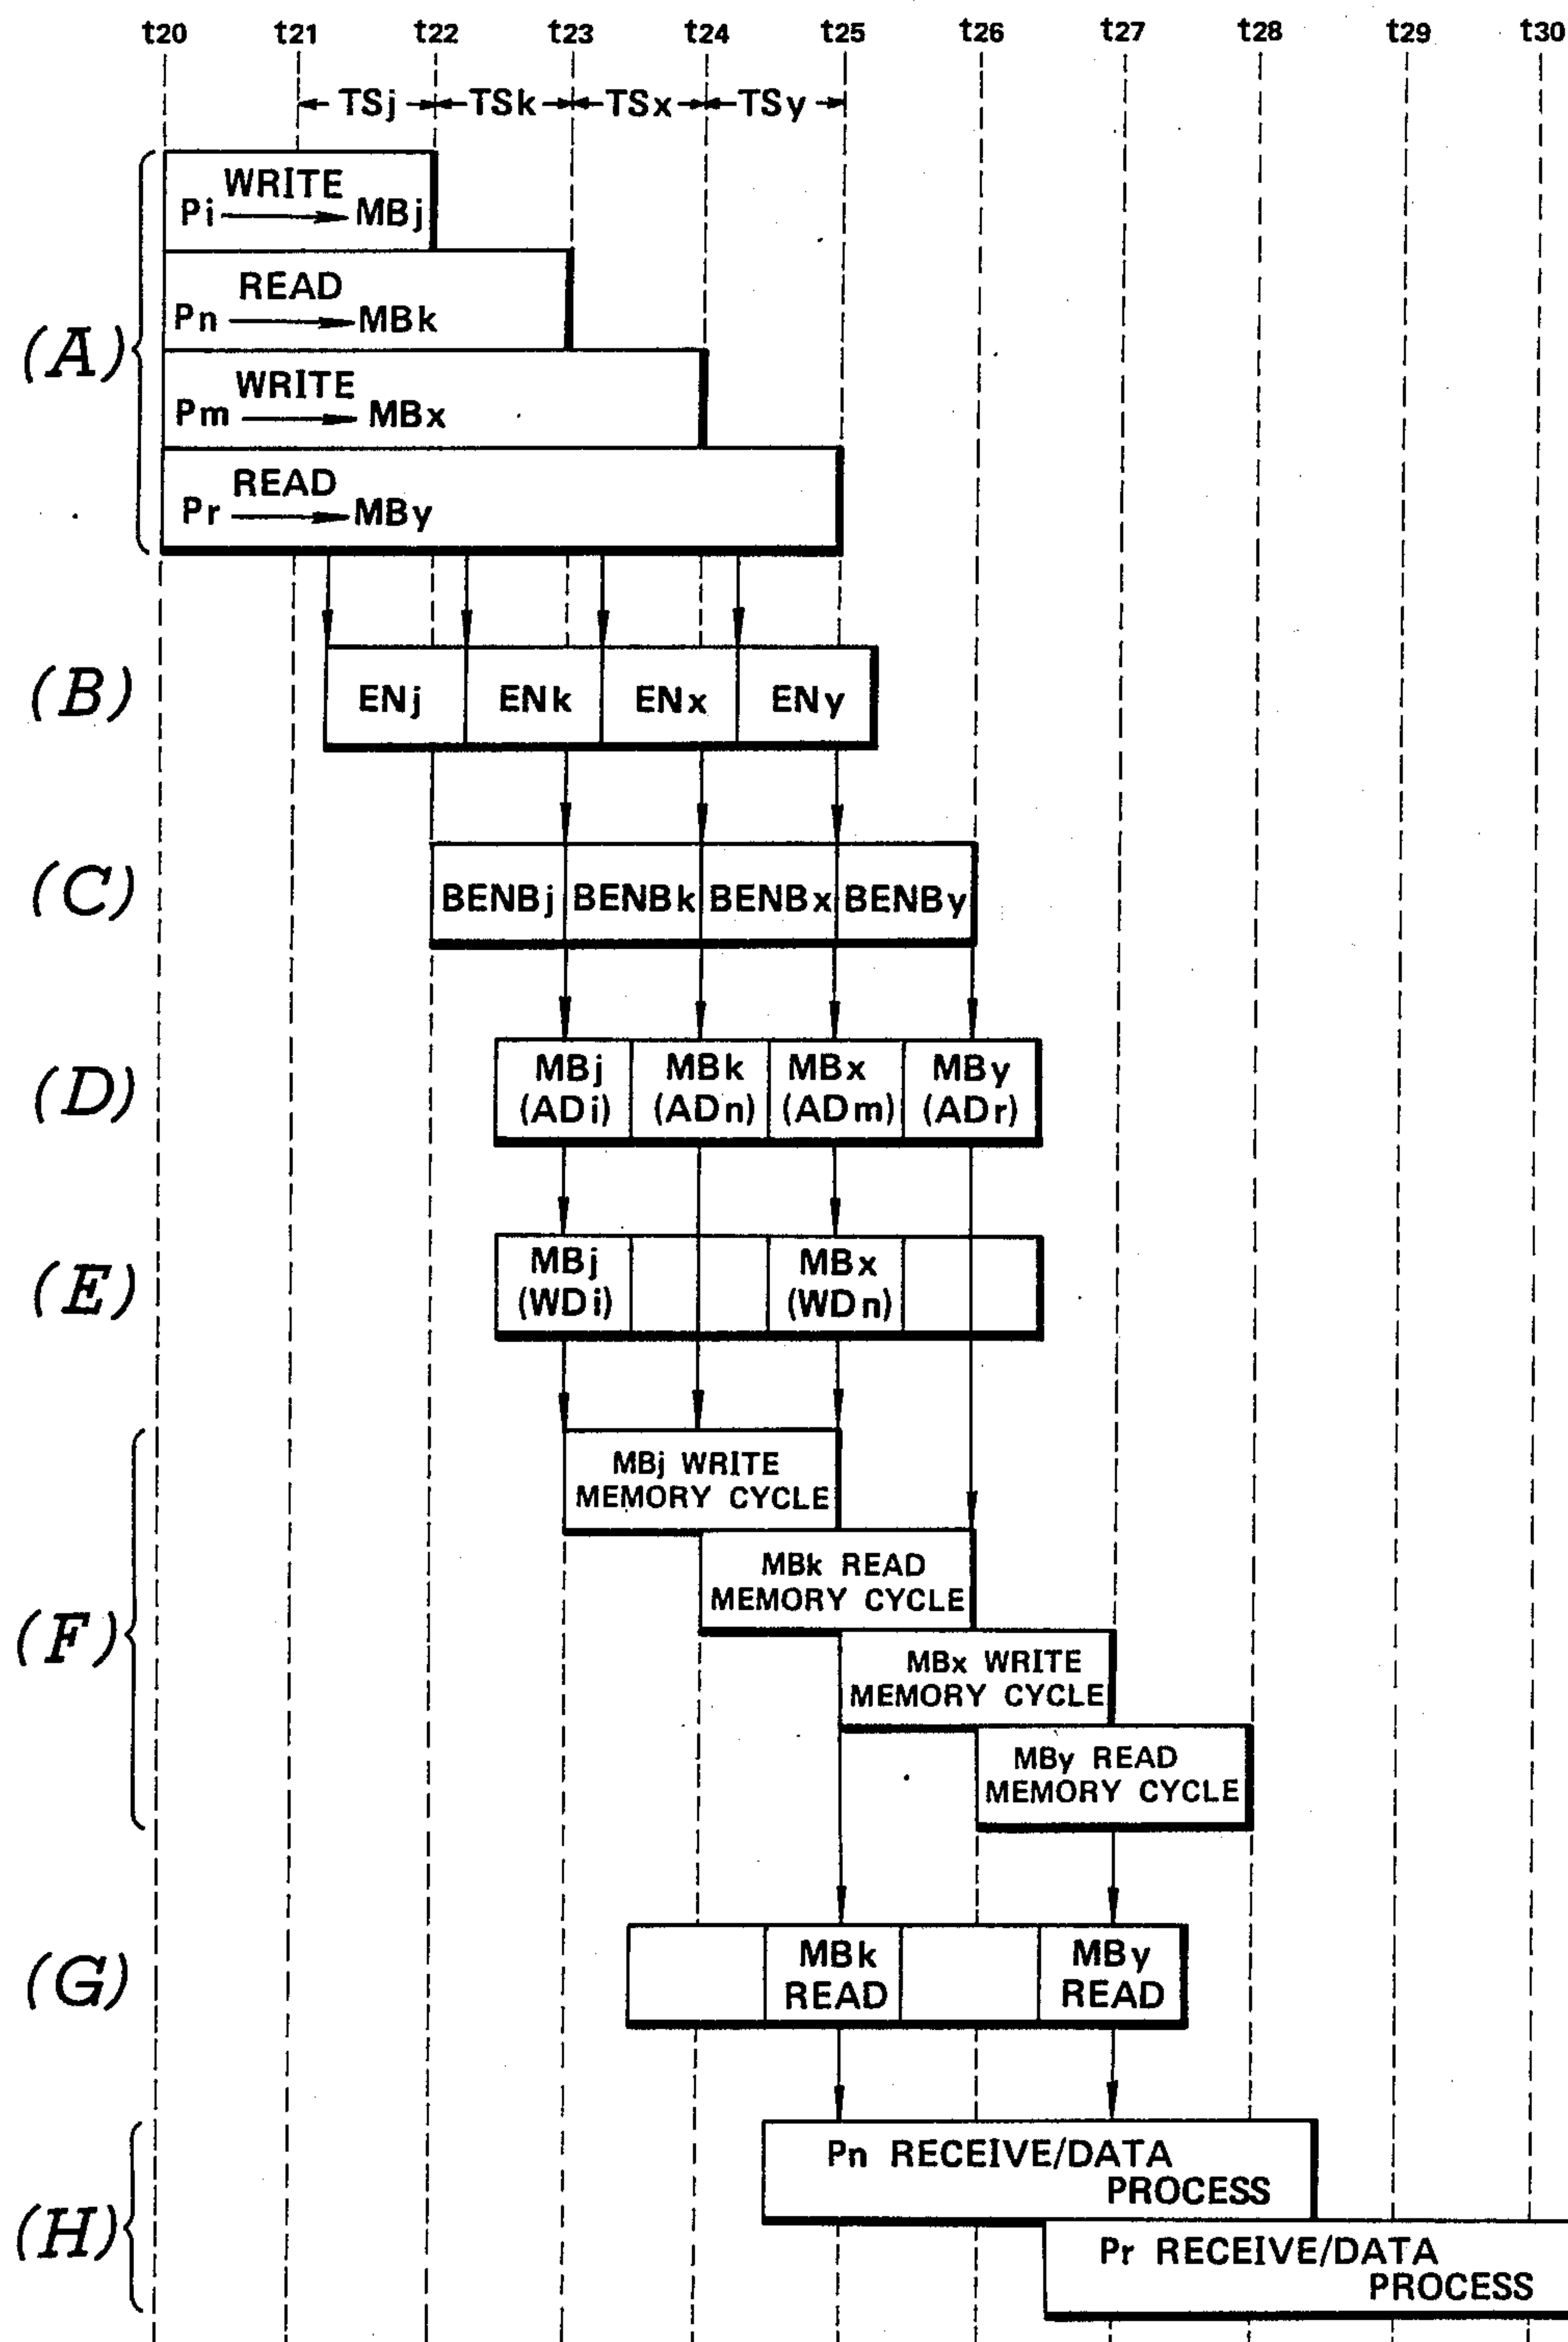 t20 t21 t22 t23 t24 t25 t26 t27 t28 t29 t30
TSj TSk TSx TSy
(A)
WRITE
Pi MBj
READ
Pn MBk
WRITE
Pm MBx
READ
Pr MBy
(B) ENj ENk ENx ENy
(C) BENBj BENBk BENBx BENBy
(D)
MBj MBk MBx MBy
(ADi) (ADn) (ADm) (ADr)
(E)
MBj MBx
(WDi) (WDn)
(F)
MBj WRITE
MEMORY CYCLE
MBk READ
MEMORY CYCLE
MBx WRITE
MEMORY CYCLE
MBy READ
MEMORY CYCLE
(G)
MBk MBy
READ READ
(H)
Pn RECEIVE/DATA
PROCESS
Pr RECEIVE/DATA
PROCESS